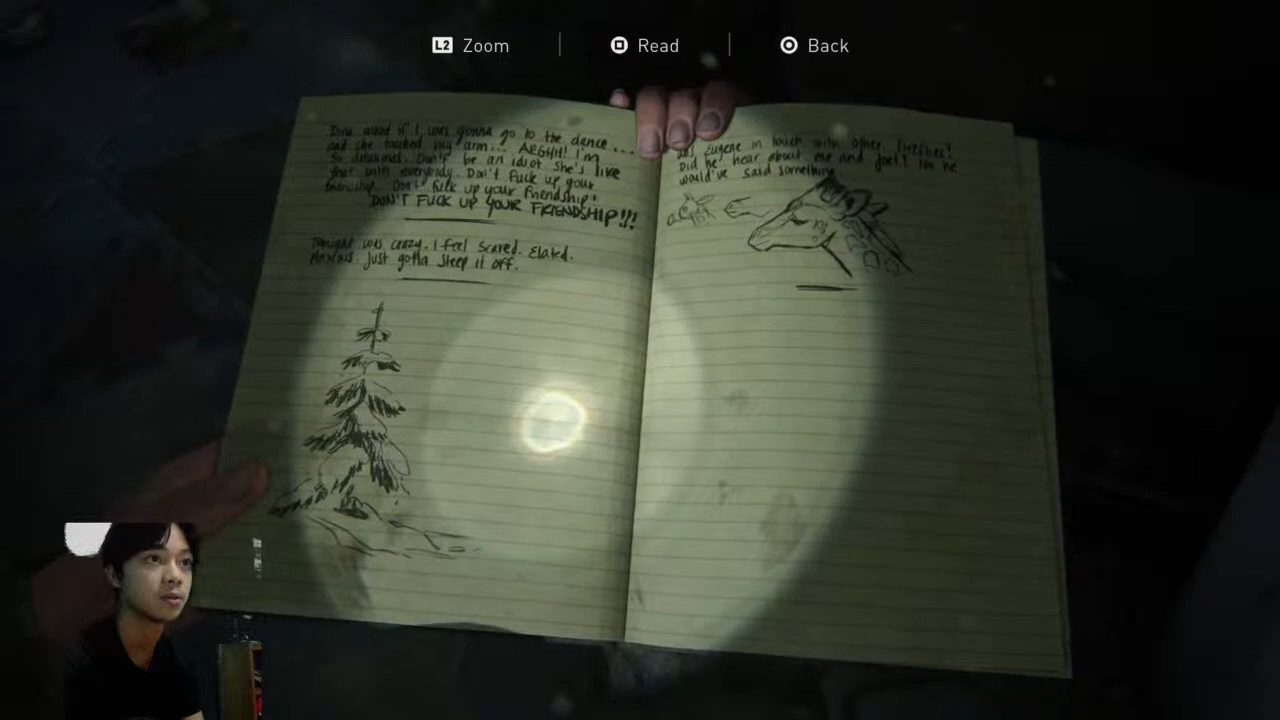 L2 Zoom
Read
Back
Dina asked if I was gonna go to the dance ...
and she touched my arm... ARGHH! I'm
so delusional. Don't be an idiot she's like
that with everybody. Don't fuck up your
friendship. Don't fuck up your friendship!
DON'T FUCK UP YOUR FRIENDSHIP!!!
Tonight was crazy. I feel scared. Elated.
Nervous. Just gotta sleep it off.
Was Eugene in touch with other fireflies?
Did he hear about me and Joel? he
would've said something